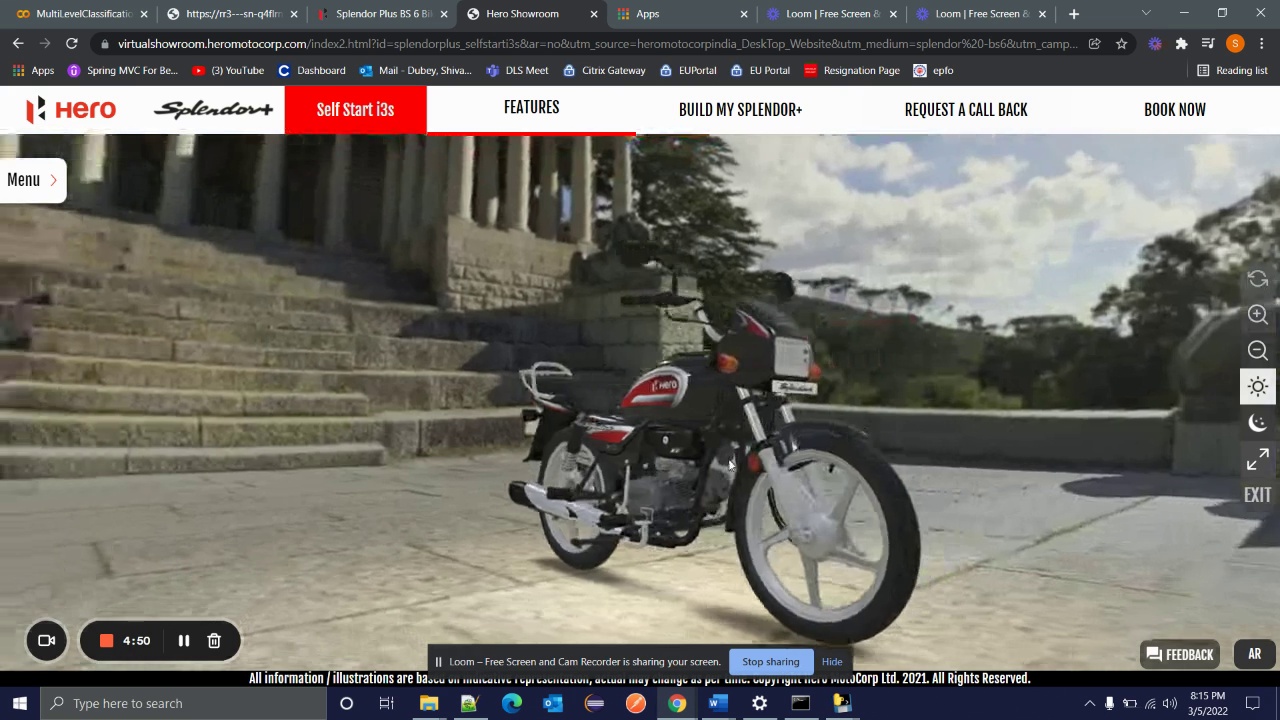 MultiLevelClassificatio
https://rr3---sn-q4flrn
Splendor Plus BS 6 Bik
Hero Showroom
Apps
Loom | Free Screen &
Loom | Free Screen &
virtualshowroom.heromotocorp.com/index2.html?id=splendorplus_selfstarti3s&at=no&utm_source=heromotocorpindia_DeskTop_Website&utm_medium=splendor%20-bs6&utm_camp...
S
Apps
Spring MVC For Be...
(3) YouTube
Dashboard
Mail - Dubey, Shiva...
DLS Meet
Citrix Gateway
EUPortal
EU Portal
Resignation Page
epfo
Reading list
HERO
Splendor+
Self Start i3s
FEATURES
BUILD MY SPLENDOR+
REQUEST A CALL BACK
BOOK NOW
Menu
HERO
EXIT
4:50
Loom – Free Screen and Cam Recorder is sharing your screen.
Stop sharing
Hide
FEEDBACK
AR
All information / illustrations are based on indicative representation, actual may change as per time. Copyright Hero MotoCorp Ltd. 2021. All Rights Reserved.
Type here to search
8:15 PM
3/5/2022